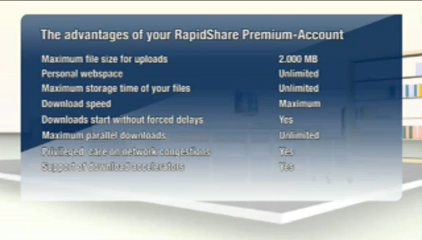 The advantages of your RapidShare Premium-Account
Maximum file size for uploads 2.000 MB
Personal webspace Unlimited
Maximum storage time of your files Unlimited
Download speed Maximum
Downloads start without forced delays Yes
Maximum parallel downloads Unlimited
Privileged care on network congestions Yes
Support of download accelerators Yes